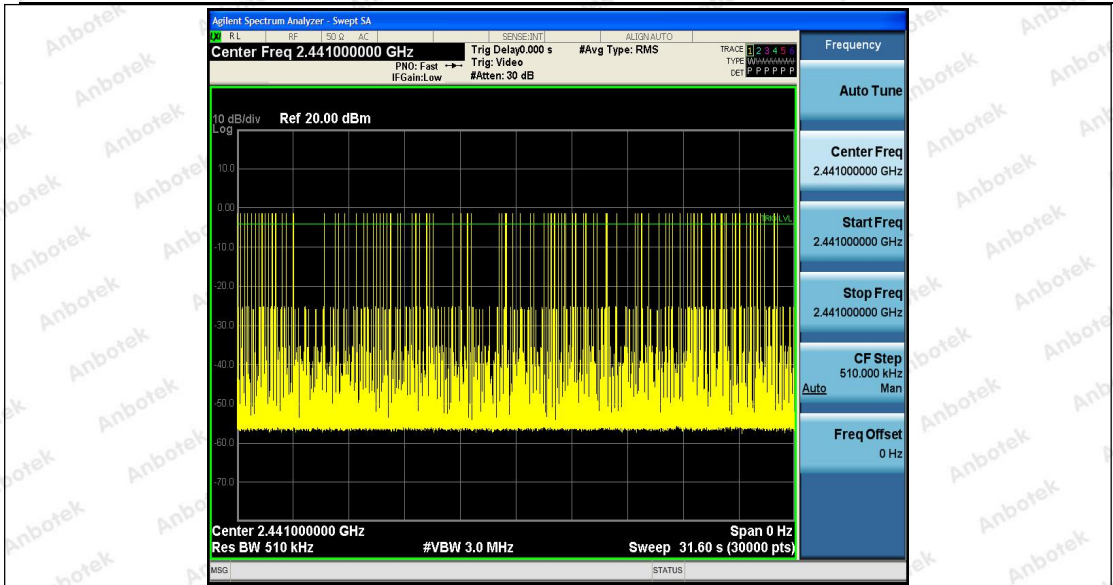 Agilent Spectrum Analyzer - Swept SA
LXI RL RF 50 Ω AC SENSE:INT ALIGN AUTO
Center Freq 2.441000000 GHz
PNO: Fast
IFGain:Low
Trig Delay0.000 s
Trig: Video
#Atten: 30 dB
#Avg Type: RMS
TRACE 1 2 3 4 5 6
TYPE
DET P P P P P P
10 dB/div
Log
Ref 20.00 dBm
10.0
0.00
-10.0
-20.0
-30.0
-40.0
-50.0
-60.0
-70.0
TRIG LVL
Center 2.441000000 GHz
Span 0 Hz
Res BW 510 kHz
#VBW 3.0 MHz
Sweep 31.60 s (30000 pts)
MSG
STATUS
Frequency
Auto Tune
Center Freq
2.441000000 GHz
Start Freq
2.441000000 GHz
Stop Freq
2.441000000 GHz
CF Step
510.000 kHz
Auto Man
Freq Offset
0 Hz
Anbotek